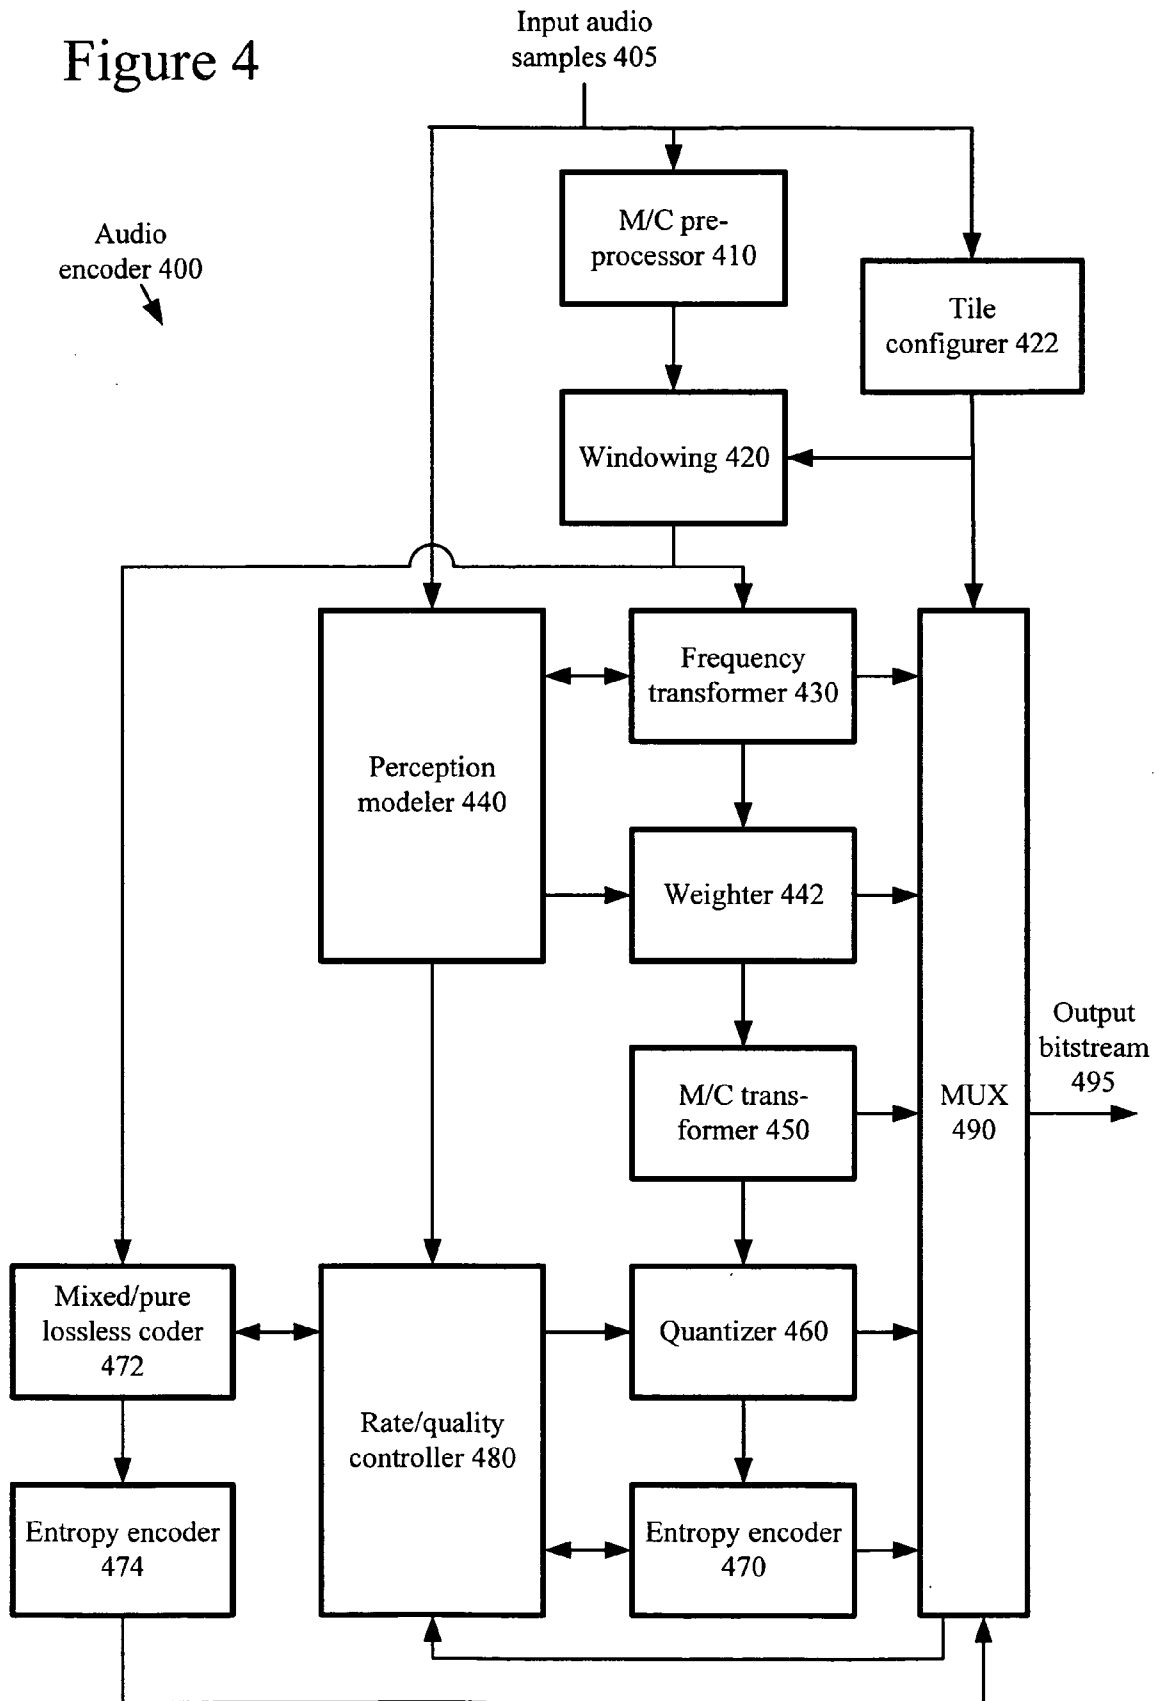 Figure 4
Input audio
samples 405
M/C pre-
processor 410
Audio
encoder 400
Tile
configurer 422
Windowing 420
Frequency
transformer 430
Perception
modeler 440
Weighter 442
Output
bitstream
495
M/C trans-
former 450
MUX
490
Mixed/pure
lossless coder
472
Quantizer 460
Rate/quality
controller 480
Entropy encoder
474
Entropy encoder
470